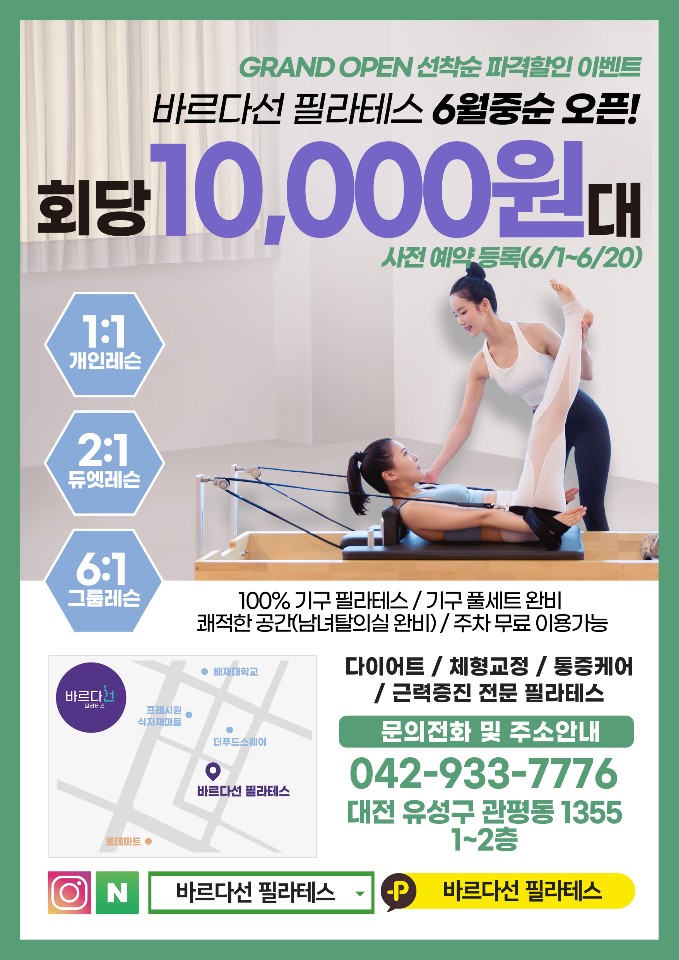 GRAND OPEN 선착순 파격할인 이벤트
바르다선 필라테스 6월중순 오픈!
회당10,000원대
사전 예약 등록(6/1~6/20)
1:1
개인레슨
2:1
듀엣레슨
6:1
그룹레슨
100% 기구 필라테스 / 기구 풀세트 완비
쾌적한 공간(남녀탈의실 완비) / 주차 무료 이용가능
바르다선
필라테스
배재대학교
프레시원
식자재마트
더푸드스퀘어
바르다선 필라테스
롯데마트
다이어트 / 체형교정 / 통증케어
/ 근력증진 전문 필라테스
문의전화 및 주소안내
042-933-7776
대전 유성구 관평동 1355
1~2층
N
바르다선 필라테스
P
바르다선 필라테스